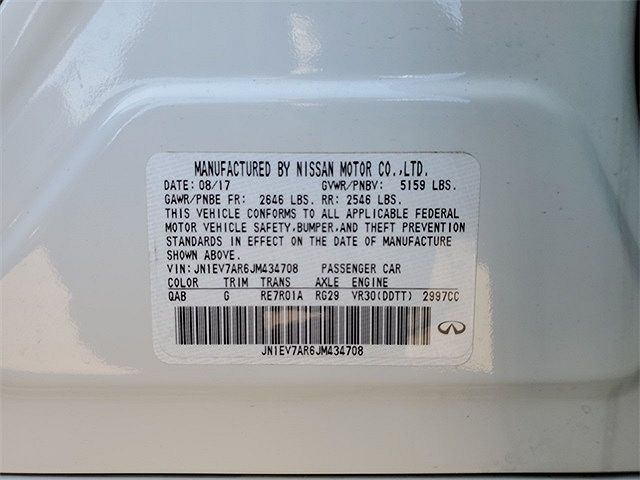 MANUFACTURED BY NISSAN MOTOR CO.,LTD.
DATE: 08/17 GVWR/PNBV: 5159 LBS.
GAWR/PNBE FR: 2646 LBS. RR: 2546 LBS.
THIS VEHICLE CONFORMS TO ALL APPLICABLE FEDERAL
MOTOR VEHICLE SAFETY,BUMPER,AND THEFT PREVENTION
STANDARDS IN EFFECT ON THE DATE OF MANUFACTURE
SHOWN ABOVE.
VIN: JN1EV7AR6JM434708 PASSENGER CAR
COLOR TRIM TRANS AXLE ENGINE
QAB G RE7R01A RG29 VR30(DDTT) 2997CC
JN1EV7AR6JM434708